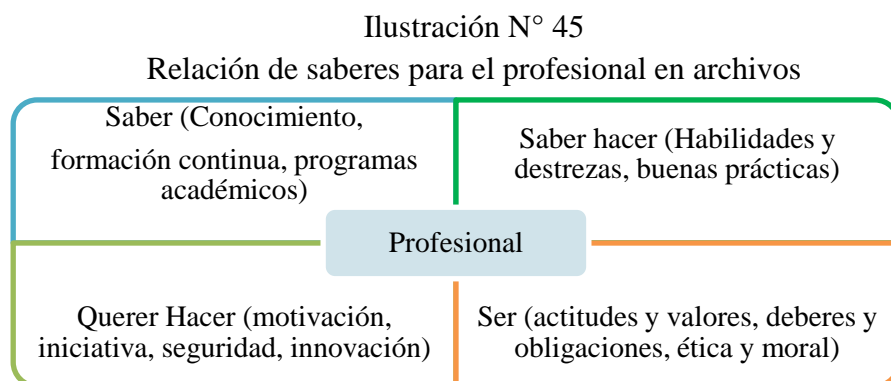 Ilustración N° 45
Relación de saberes para el profesional en archivos
Saber (Conocimiento,
formación continua, programas
académicos)
Saber hacer (Habilidades y
destrezas, buenas prácticas)
Profesional
Querer Hacer (motivación,
iniciativa, seguridad, innovación)
Ser (actitudes y valores, deberes y
obligaciones, ética y moral)